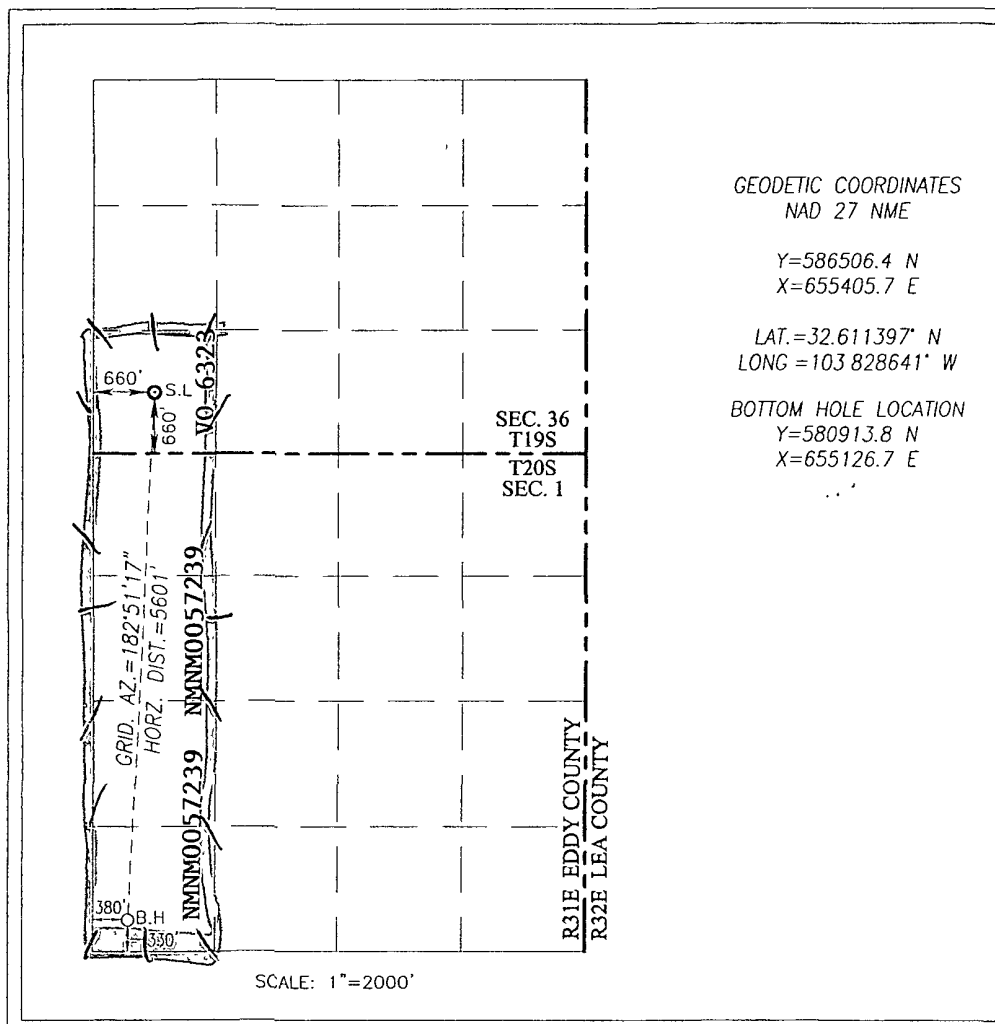 GEODETIC COORDINATES
NAD 27 NME
Y=586506.4 N
X=655405.7 E
LAT.=32.611397° N
LONG =103 828641° W
BOTTOM HOLE LOCATION
Y=580913.8 N
X=655126.7 E
660'
S.L
660'
VO-6323
SEC. 36
T19S
T20S
SEC. 1
GRID. AZ.=182°51'17"
HORZ. DIST.=5601'
NMNM0057239
NMNM0057239
R31E EDDY COUNTY
R32E LEA COUNTY
380'
B.H
330'
SCALE: 1"=2000'